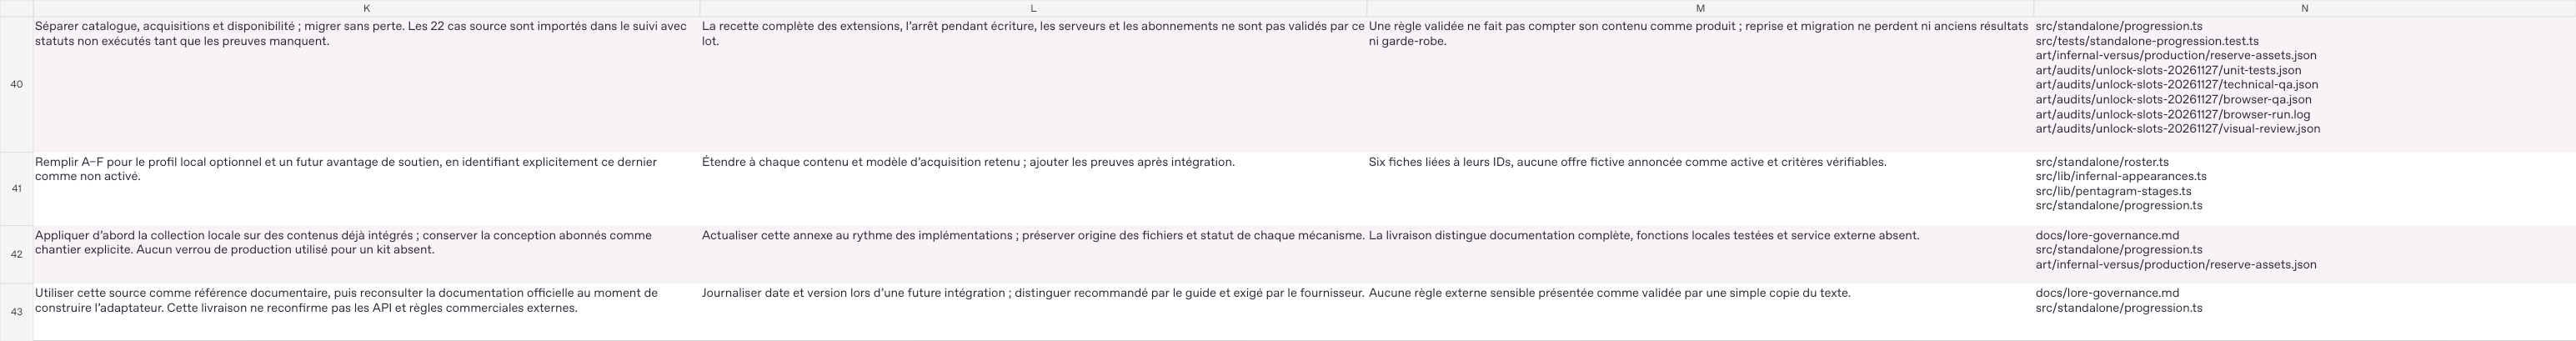 K
L
M
N
40
Séparer catalogue, acquisitions et disponibilité ; migrer sans perte. Les 22 cas source sont importés dans le suivi avec
statuts non exécutés tant que les preuves manquent.
La recette complète des extensions, l’arrêt pendant écriture, les serveurs et les abonnements ne sont pas validés par ce
lot.
Une règle validée ne fait pas compter son contenu comme produit ; reprise et migration ne perdent ni anciens résultats
ni garde-robe.
src/standalone/progression.ts
src/tests/standalone-progression.test.ts
art/infernal-versus/production/reserve-assets.json
art/audits/unlock-slots-20261127/unit-tests.json
art/audits/unlock-slots-20261127/technical-qa.json
art/audits/unlock-slots-20261127/browser-qa.json
art/audits/unlock-slots-20261127/browser-run.log
art/audits/unlock-slots-20261127/visual-review.json
41
Remplir A–F pour le profil local optionnel et un futur avantage de soutien, en identifiant explicitement ce dernier
comme non activé.
Étendre à chaque contenu et modèle d’acquisition retenu ; ajouter les preuves après intégration.
Six fiches liées à leurs IDs, aucune offre fictive annoncée comme active et critères vérifiables.
src/standalone/roster.ts
src/lib/infernal-appearances.ts
src/lib/pentagram-stages.ts
src/standalone/progression.ts
42
Appliquer d’abord la collection locale sur des contenus déjà intégrés ; conserver la conception abonnés comme
chantier explicite. Aucun verrou de production utilisé pour un kit absent.
Actualiser cette annexe au rythme des implémentations ; préserver origine des fichiers et statut de chaque mécanisme.
La livraison distingue documentation complète, fonctions locales testées et service externe absent.
docs/lore-governance.md
src/standalone/progression.ts
art/infernal-versus/production/reserve-assets.json
43
Utiliser cette source comme référence documentaire, puis reconsulter la documentation officielle au moment de
construire l’adaptateur. Cette livraison ne reconfirme pas les API et règles commerciales externes.
Journaliser date et version lors d’une future intégration ; distinguer recommandé par le guide et exigé par le fournisseur.
Aucune règle externe sensible présentée comme validée par une simple copie du texte.
docs/lore-governance.md
src/standalone/progression.ts